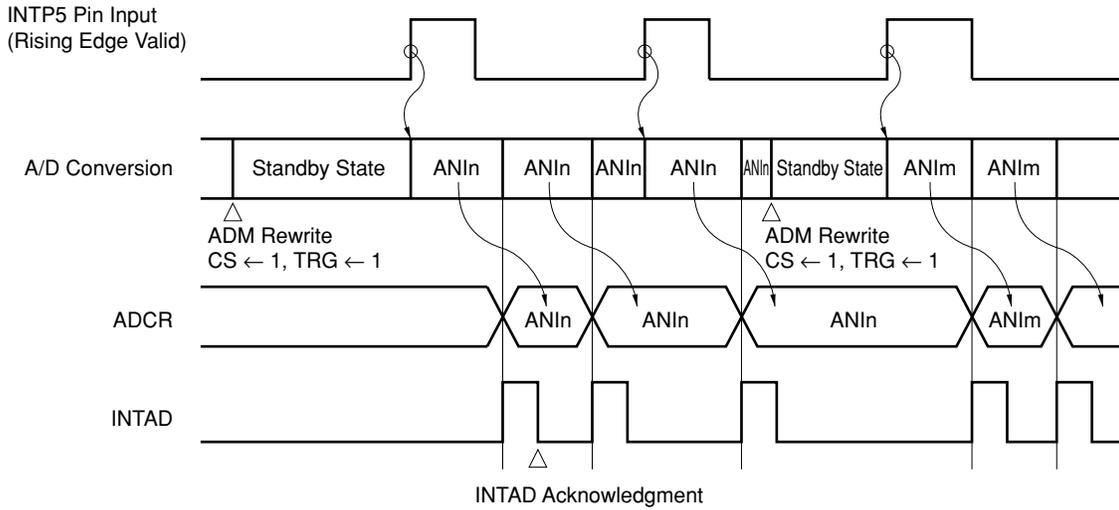 INTP5 Pin Input
(Rising Edge Valid)
A/D Conversion
Standby State
ANIn
ANIn
ANIn
ANIn
ANIn
Standby State
ANIm
ANIm
ADM Rewrite
CS ← 1, TRG ← 1
ADM Rewrite
CS ← 1, TRG ← 1
ADCR
ANIn
ANIn
ANIn
ANIm
INTAD
INTAD Acknowledgment